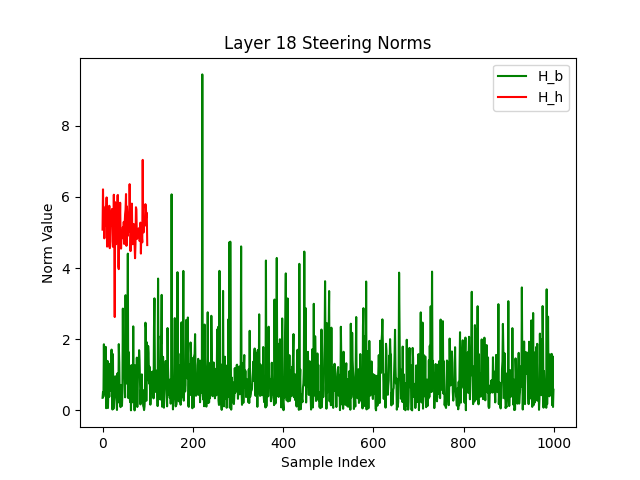 Layer 18 Steering Norms
H_b
H_h
Norm Value
8
6
4
2
0
0 200 400 600 800 1000
Sample Index